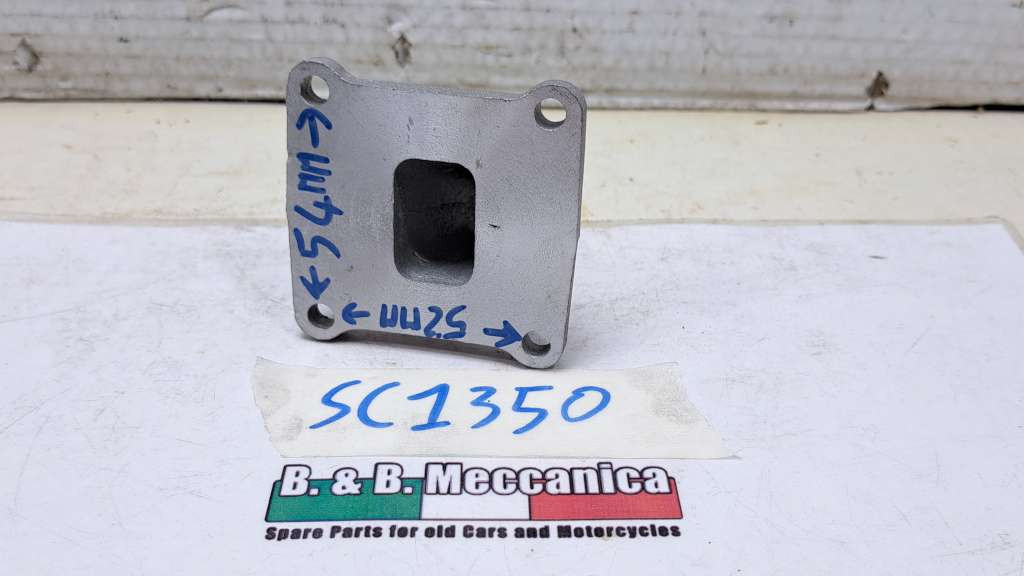 ← 54MM →
← 52MM →
SC1350
B. & B. Meccanica
Spare Parts for old Cars and Motorcycles